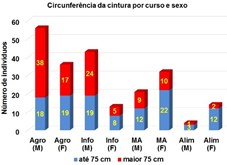 Circunferência da cintura por curso e sexo
Número de indivíduos
60
50
40
30
20
10
0
38
18
17
19
24
19
5
8
9
12
10
22
3
2
12
Agro (M)
Agro (F)
Info (M)
Info (F)
MA (M)
MA (F)
Alim (M)
Alim (F)
até 75 cm
maior 75 cm